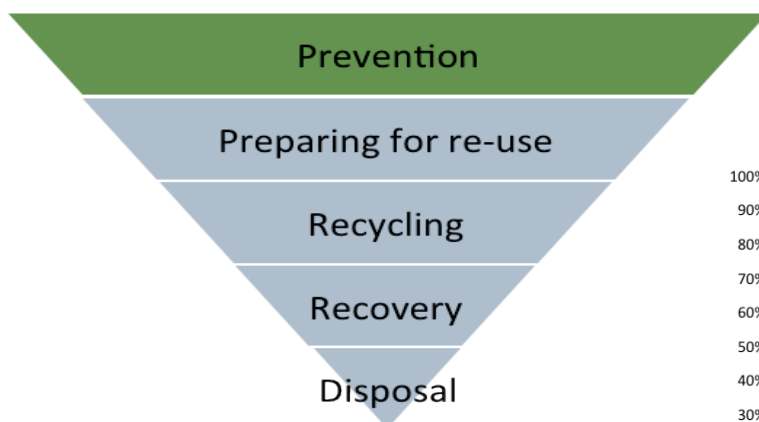 Prevention
Preparing for re-use
Recycling
Recovery
Disposal
100%
90%
80%
70%
60%
50%
40%
30%